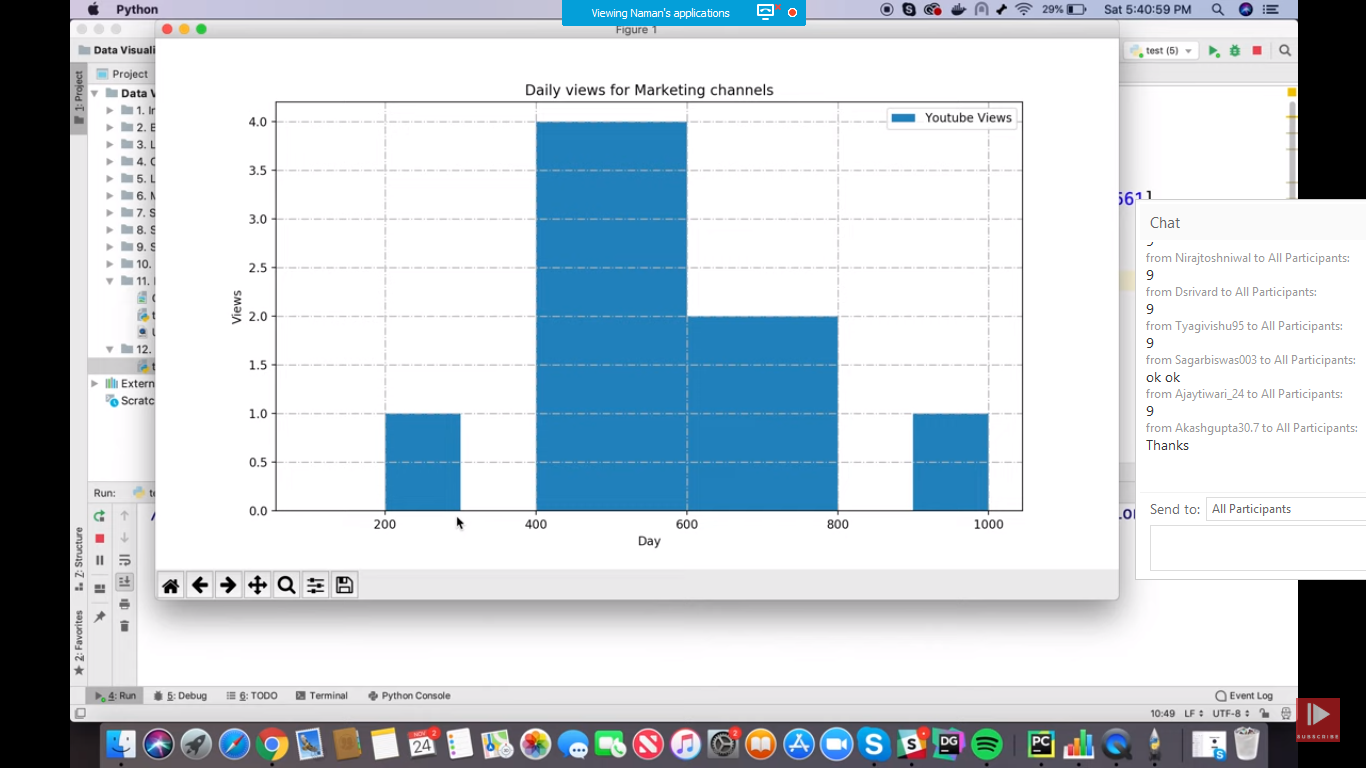 Python
Viewing Naman's applications
29%
Sat 5:40:59 PM
Figure 1
Data Visuali
test (5)
1: Project
Project
Data V
1. In
2. E
3. L
4. C
5. L
6. M
7. S
8. S
9. S
10.
11.
12.
Extern
Scratc
Daily views for Marketing channels
Youtube Views
4.0
3.5
3.0
2.5
2.0
1.5
1.0
0.5
0.0
Views
200
400
600
800
1000
Day
561]
Chat
9
from Nirajtoshniwal to All Participants:
9
from Dsrivard to All Participants:
9
from Tyagivishu95 to All Participants:
9
from Sagarbiswas003 to All Participants:
ok ok
from Ajaytiwari_24 to All Participants:
9
from Akashgupta30.7 to All Participants:
Thanks
Send to:
All Participants
Run:
Z: Structure
2: Favorites
4: Run
5: Debug
6: TODO
Terminal
Python Console
Event Log
10:49
LF
UTF-8
NOV
24
2
DG
PC
SUBSCRIBE